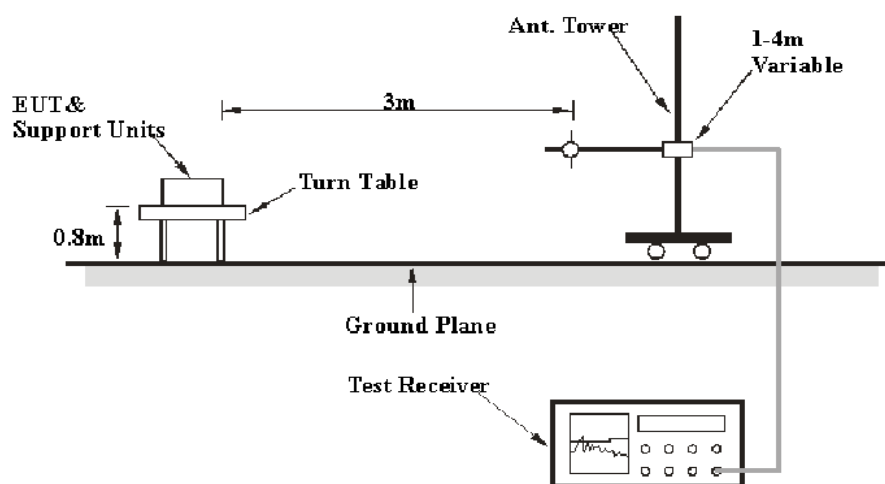 Ant. Tower
1-4m
Variable
3m
EUT &
Support Units
Turn Table
0.8m
Ground Plane
Test Receiver